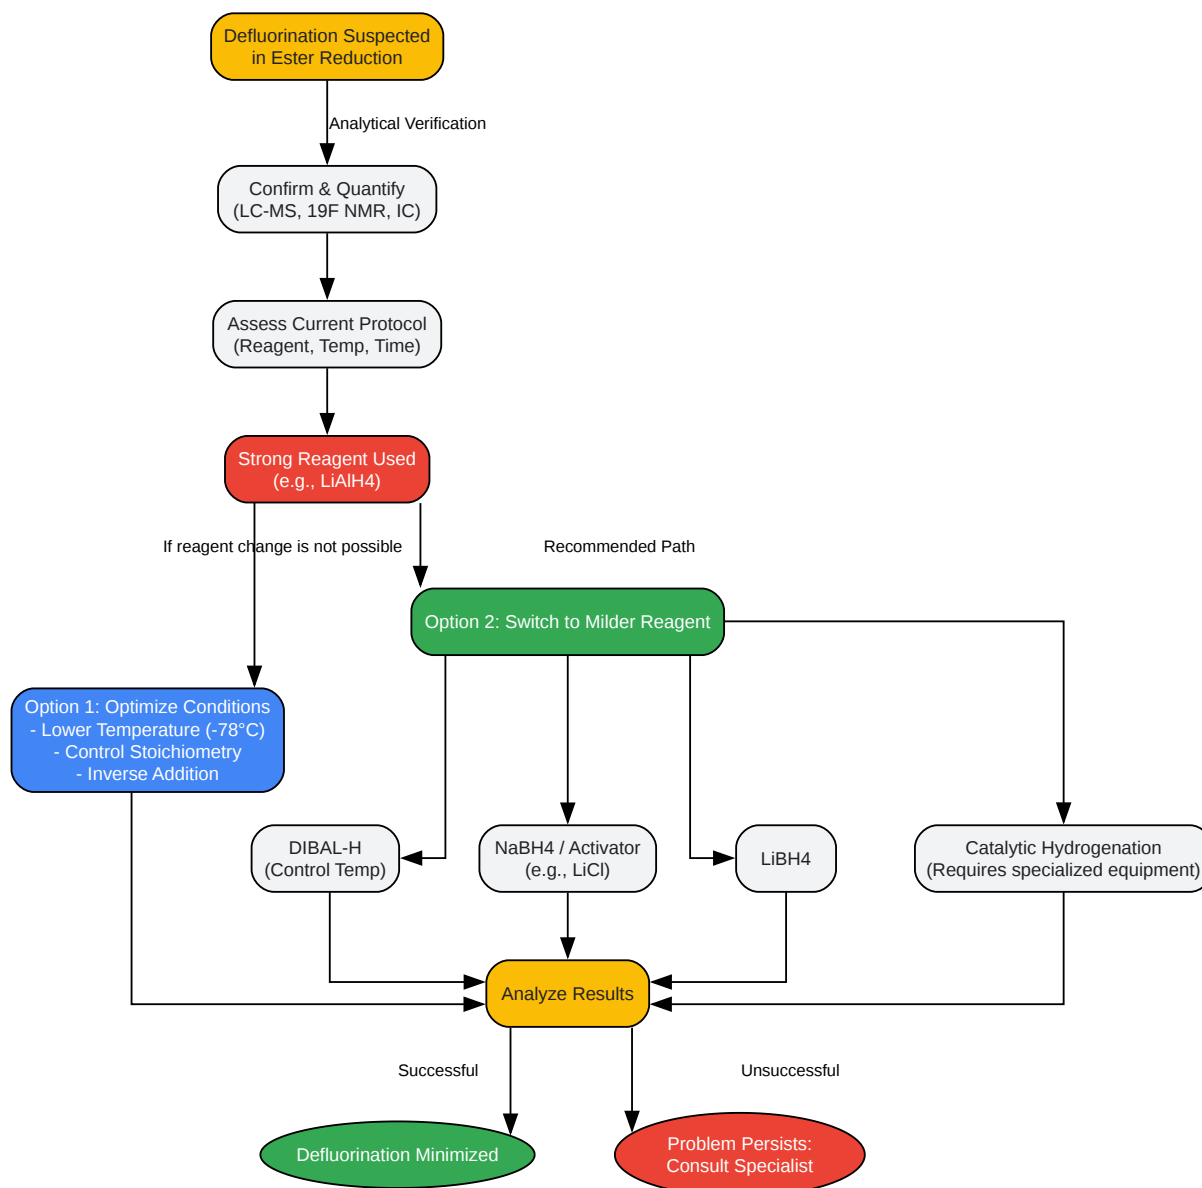 Defluorination Suspected
in Ester Reduction
Analytical Verification
Confirm & Quantify
(LC-MS, 19F NMR, IC)
Assess Current Protocol
(Reagent, Temp, Time)
Strong Reagent Used
(e.g., LiAlH4)
If reagent change is not possible
Recommended Path
Option 2: Switch to Milder Reagent
Option 1: Optimize Conditions
- Lower Temperature (-78°C)
- Control Stoichiometry
- Inverse Addition
DIBAL-H
(Control Temp)
NaBH4 / Activator
(e.g., LiCl)
LiBH4
Catalytic Hydrogenation
(Requires specialized equipment)
Analyze Results
Successful
Unsuccessful
Defluorination Minimized
Problem Persists:
Consult Specialist